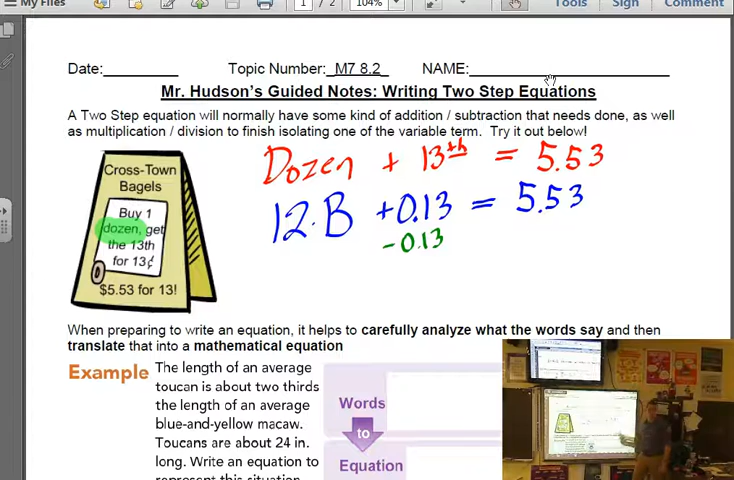 My Files
1 / 2
104%
Tools
Sign
Comment
Date:________ Topic Number:_M7 8.2_ NAME:______________________
Mr. Hudson's Guided Notes: Writing Two Step Equations
A Two Step equation will normally have some kind of addition / subtraction that needs done, as well
as multiplication / division to finish isolating one of the variable term. Try it out below!
Cross-Town
Bagels
Buy 1
dozen, get
the 13th
for 13¢
$5.53 for 13!
Dozen + 13th = 5.53
12·B +0.13 = 5.53
-0.13
When preparing to write an equation, it helps to carefully analyze what the words say and then
translate that into a mathematical equation
Example
The length of an average
toucan is about two thirds
the length of an average
blue-and-yellow macaw.
Toucans are about 24 in.
long. Write an equation to
represent this situation.
Words
to
Equation